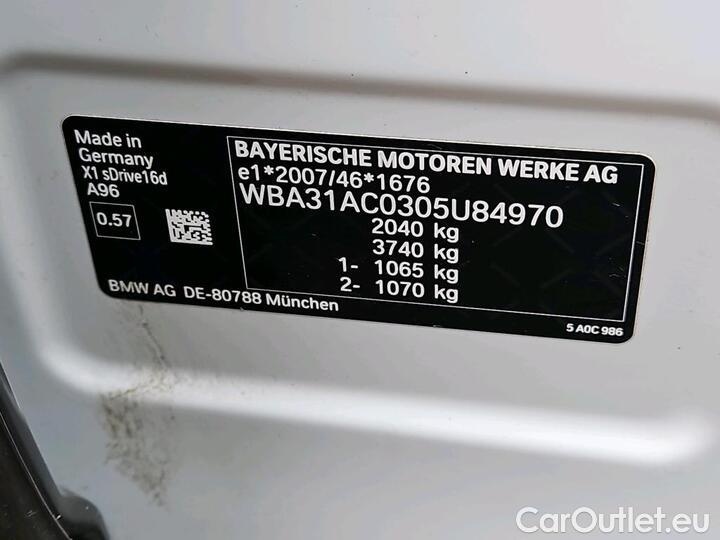 Made in
Germany
X1 sDrive16d
A96
0.57
BAYERISCHE MOTOREN WERKE AG
e1*2007/46*1676
WBA31AC0305U84970
2040 kg
3740 kg
1- 1065 kg
2- 1070 kg
BMW AG DE-80788 München
5 A0C 986
CarOutlet.eu